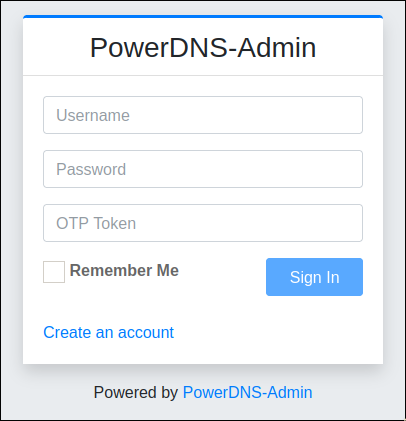 PowerDNS-Admin
Username
Password
OTP Token
Remember Me
Sign In
Create an account
Powered by PowerDNS-Admin